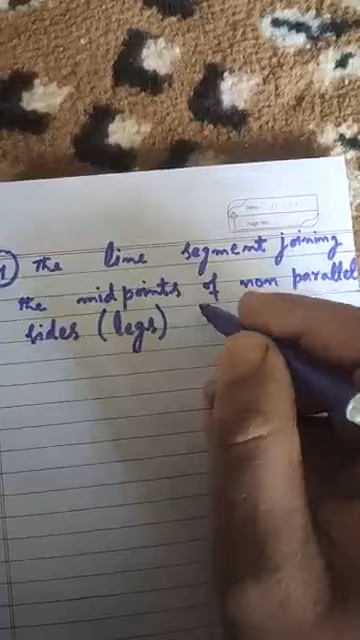 1 The line segment joining
the midpoints of non parallel
sides (legs)